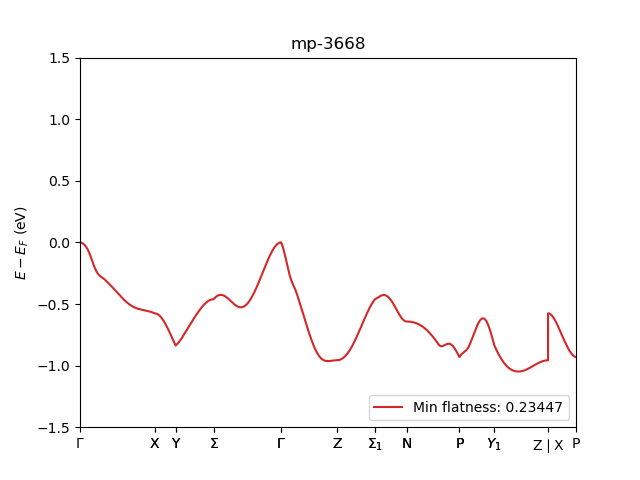 mp-3668
1.5
1.0
0.5
0.0
−0.5
−1.0
−1.5
E − E_F (eV)
Min flatness: 0.23447
Γ X Y Σ Γ Z Σ₁ N P Y₁ Z | X P